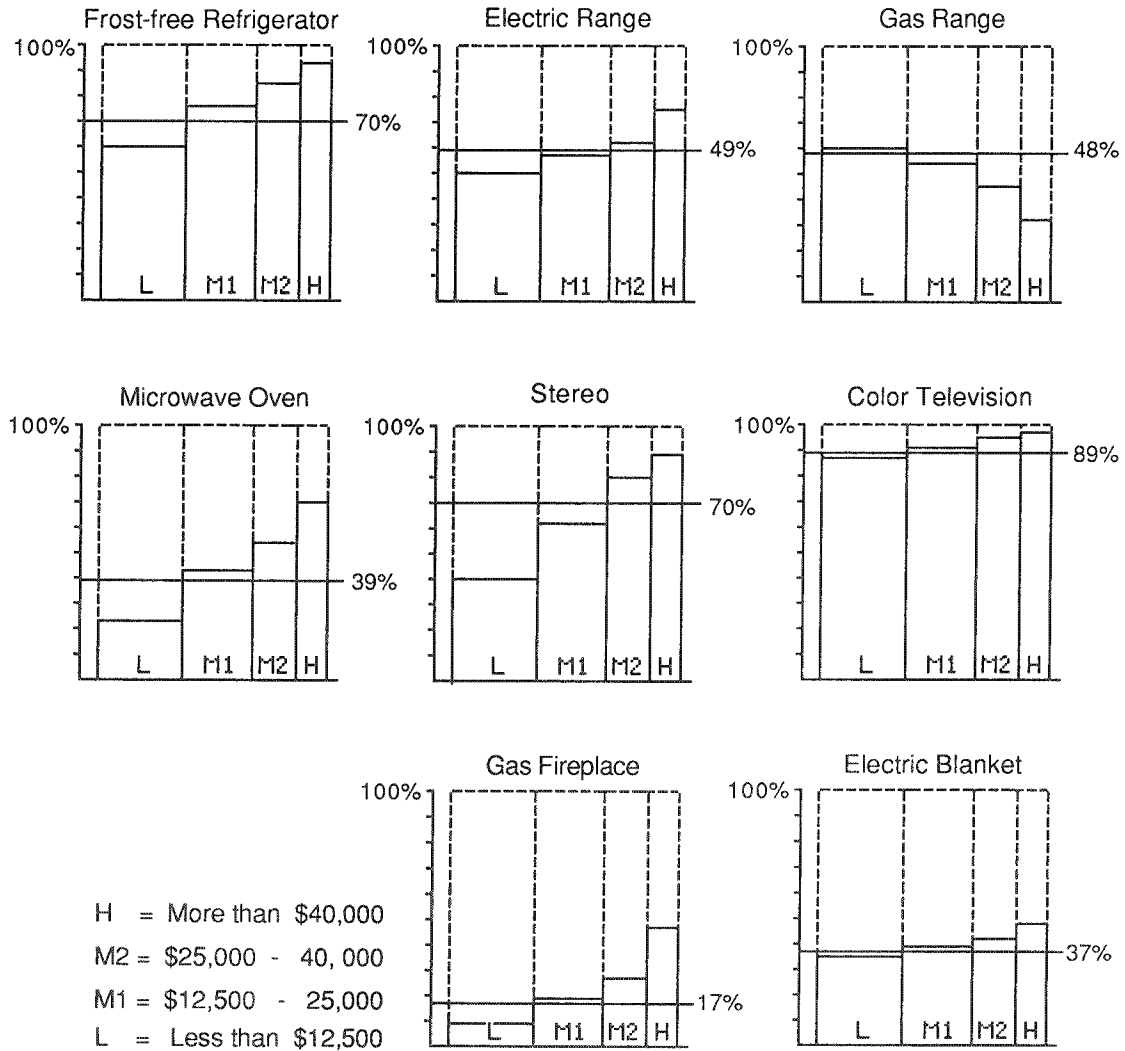 Frost-free Refrigerator
100%
70%
L M1 M2 H
Electric Range
100%
49%
L M1 M2 H
Gas Range
100%
48%
L M1 M2 H
Microwave Oven
100%
39%
L M1 M2 H
Stereo
100%
70%
L M1 M2 H
Color Television
100%
89%
L M1 M2 H
Gas Fireplace
100%
17%
L M1 M2 H
Electric Blanket
100%
37%
L M1 M2 H
H = More than $40,000
M2 = $25,000 - 40, 000
M1 = $12,500 - 25,000
L = Less than $12,500